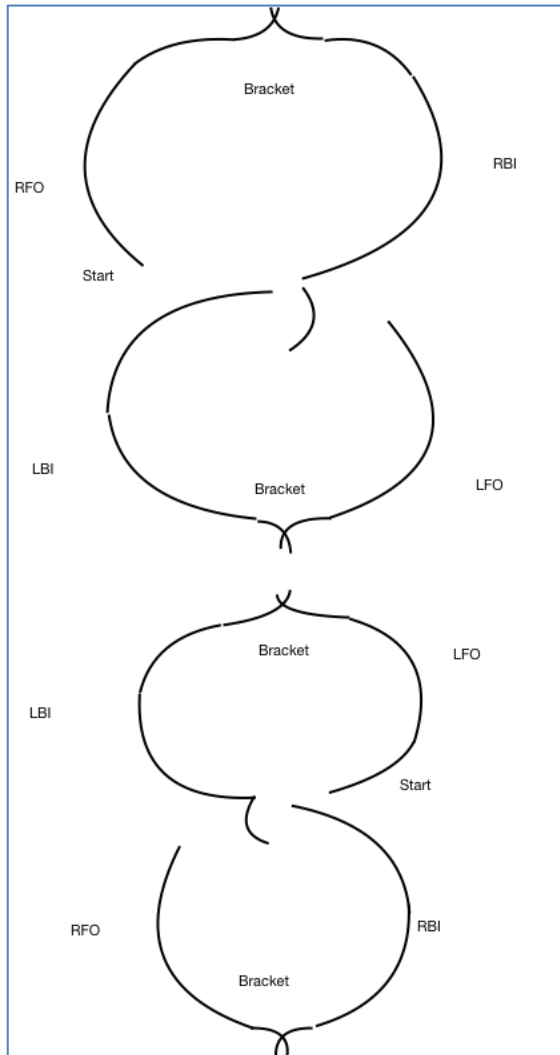 Bracket
RBI
RFO
Start
LBI
Bracket
LFO
Bracket
LFO
LBI
Start
RFO
RBI
Bracket